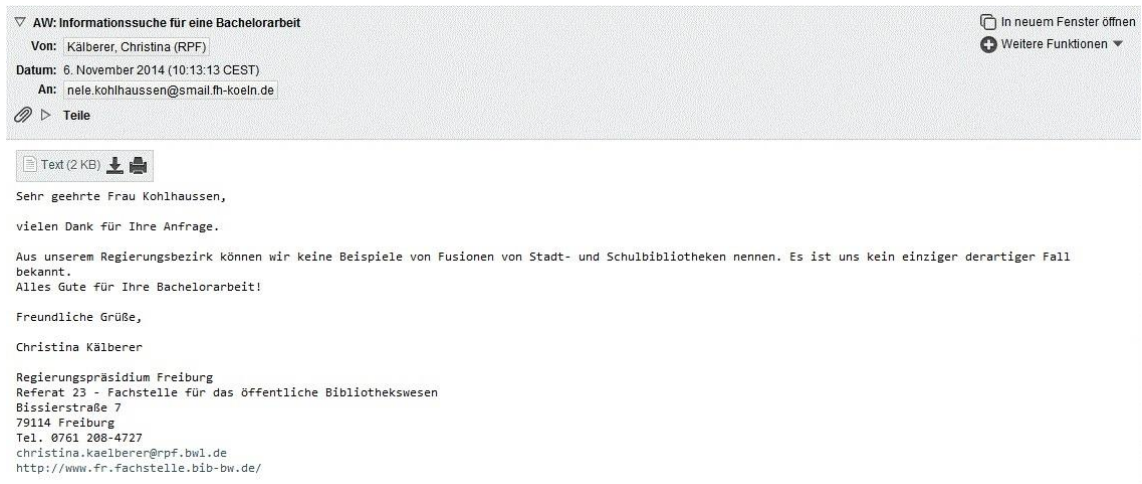 AW: Informationssuche für eine Bachelorarbeit
In neuem Fenster öffnen
Von: Kälberer, Christina (RPF)
Weitere Funktionen
Datum: 6. November 2014 (10:13:13 CEST)
An: nele.kohlhaussen@smail.fh-koeln.de
Teile
Text (2 KB)
Sehr geehrte Frau Kohlhaussen,
vielen Dank für Ihre Anfrage.
Aus unserem Regierungsbezirk können wir keine Beispiele von Fusionen von Stadt- und Schulbibliotheken nennen. Es ist uns kein einziger derartiger Fall
bekannt.
Alles Gute für Ihre Bachelorarbeit!
Freundliche Grüße,
Christina Kälberer
Regierungspräsidium Freiburg
Referat 23 - Fachstelle für das öffentliche Bibliothekswesen
Bissierstraße 7
79114 Freiburg
Tel. 0761 208-4727
christina.kaelberer@rpf.bwl.de
http://www.fr.fachstelle.bib-bw.de/